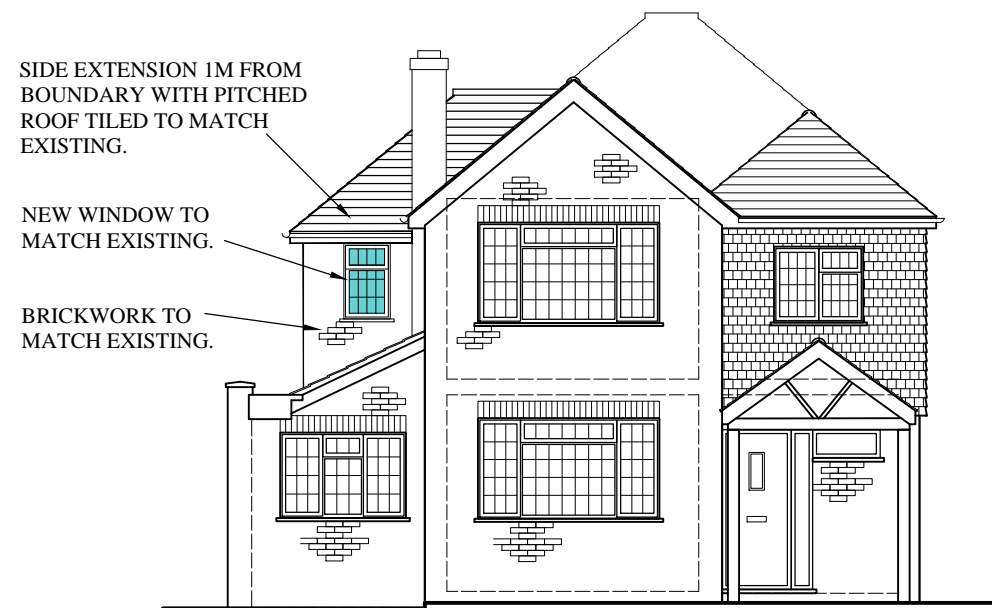 SIDE EXTENSION 1M FROM
BOUNDARY WITH PITCHED
ROOF TILED TO MATCH
EXISTING.
NEW WINDOW TO
MATCH EXISTING.
BRICKWORK TO
MATCH EXISTING.